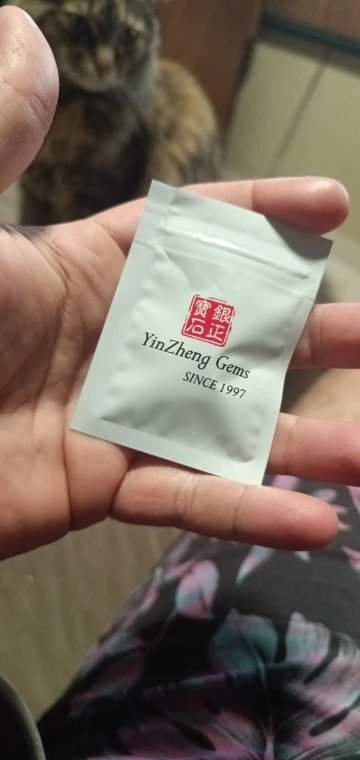 銀正
寶石
YinZheng Gems
SINCE 1997